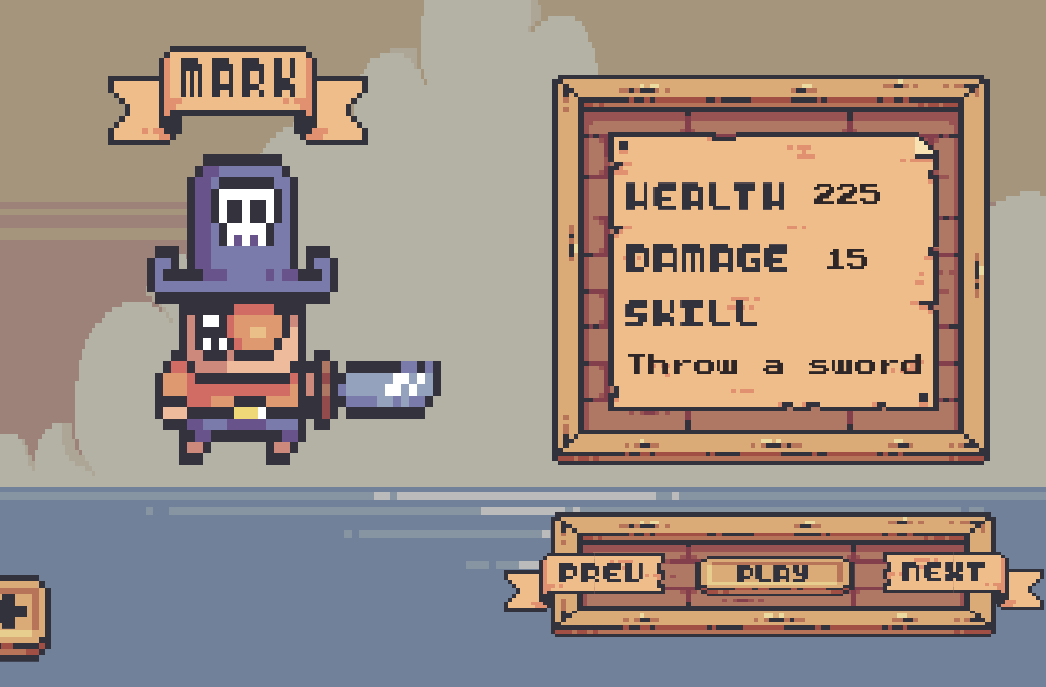 MARK
HEALTH 225
DAMAGE 15
SKILL
Throw a sword
PREV PLAY NEXT